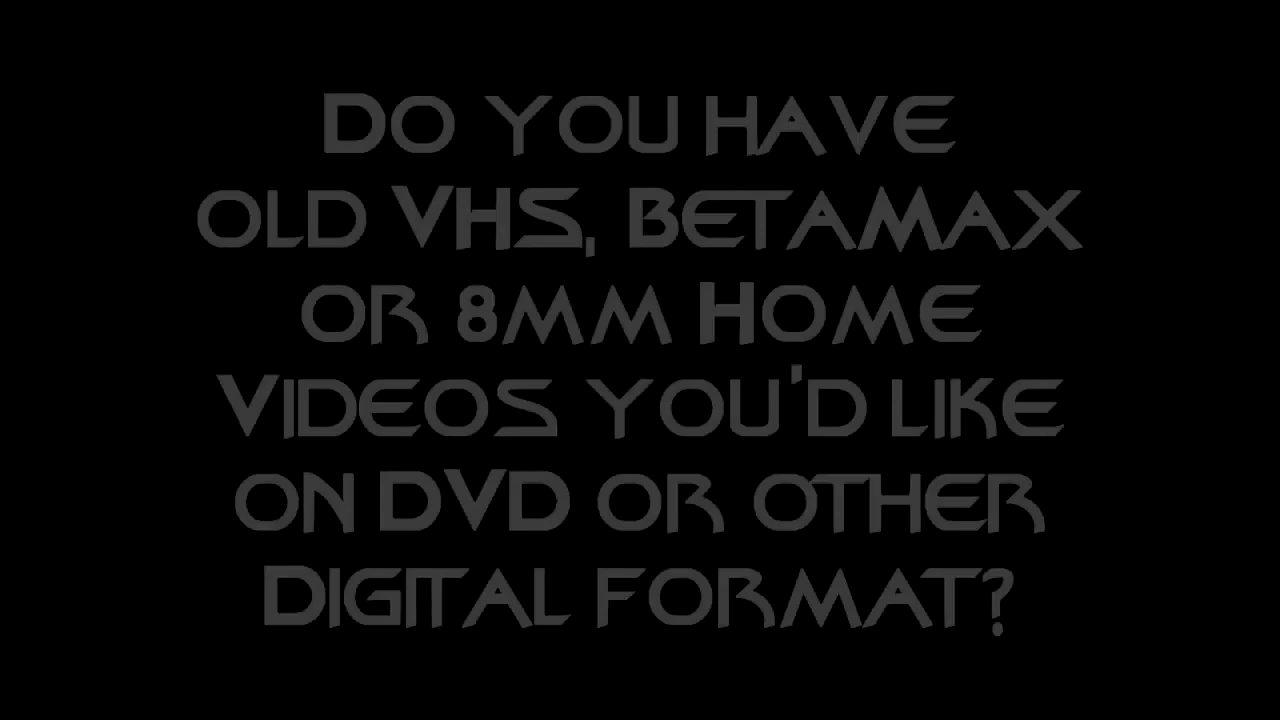 Do you have
old VHS, Betamax
or 8mm Home
Videos you'd like
on DVD or other
Digital format?